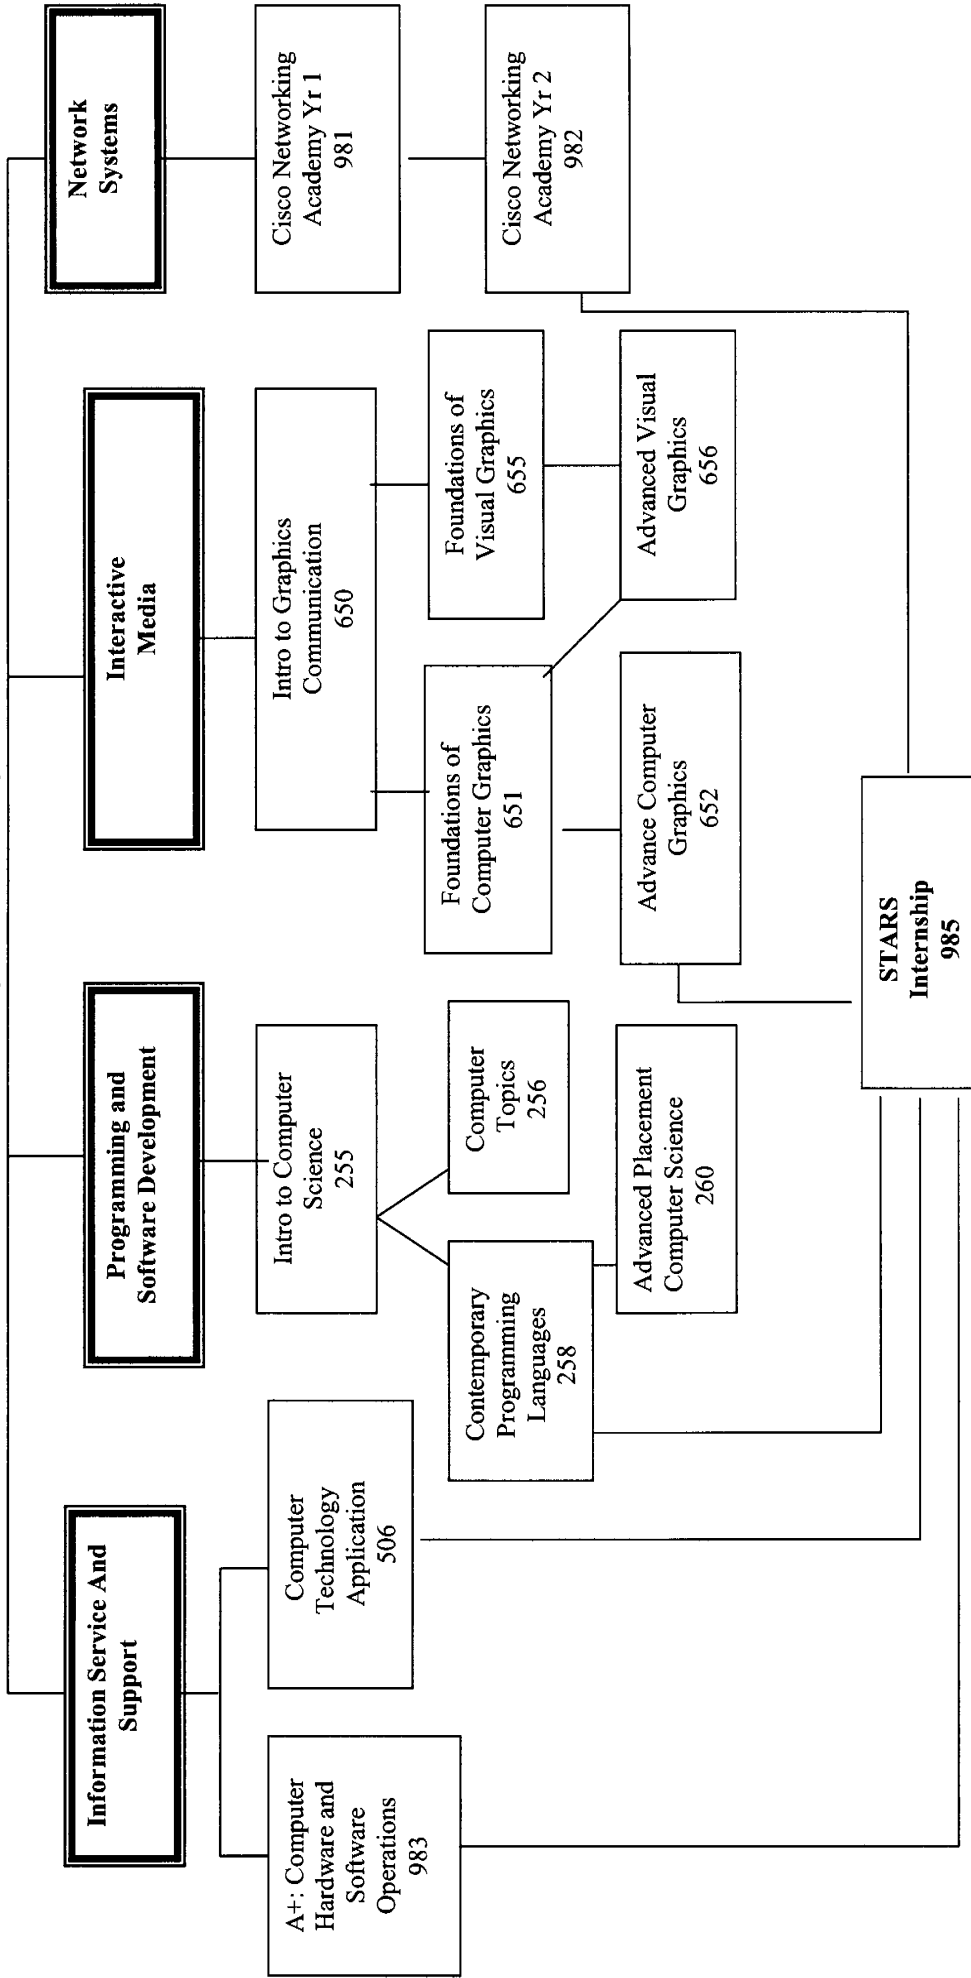 Information Service And
Support
Programming and
Software Development
Interactive
Media
Network
Systems
A+: Computer
Hardware and
Software
Operations
983
Computer
Technology
Application
506
Intro to Computer
Science
255
Intro to Graphics
Communication
650
Cisco Networking
Academy Yr 1
981
Contemporary
Programming
Languages
258
Computer
Topics
256
Foundations of
Computer Graphics
651
Foundations of
Visual Graphics
655
Cisco Networking
Academy Yr 2
982
Advanced Placement
Computer Science
260
Advance Computer
Graphics
652
Advanced Visual
Graphics
656
STARS
Internship
985